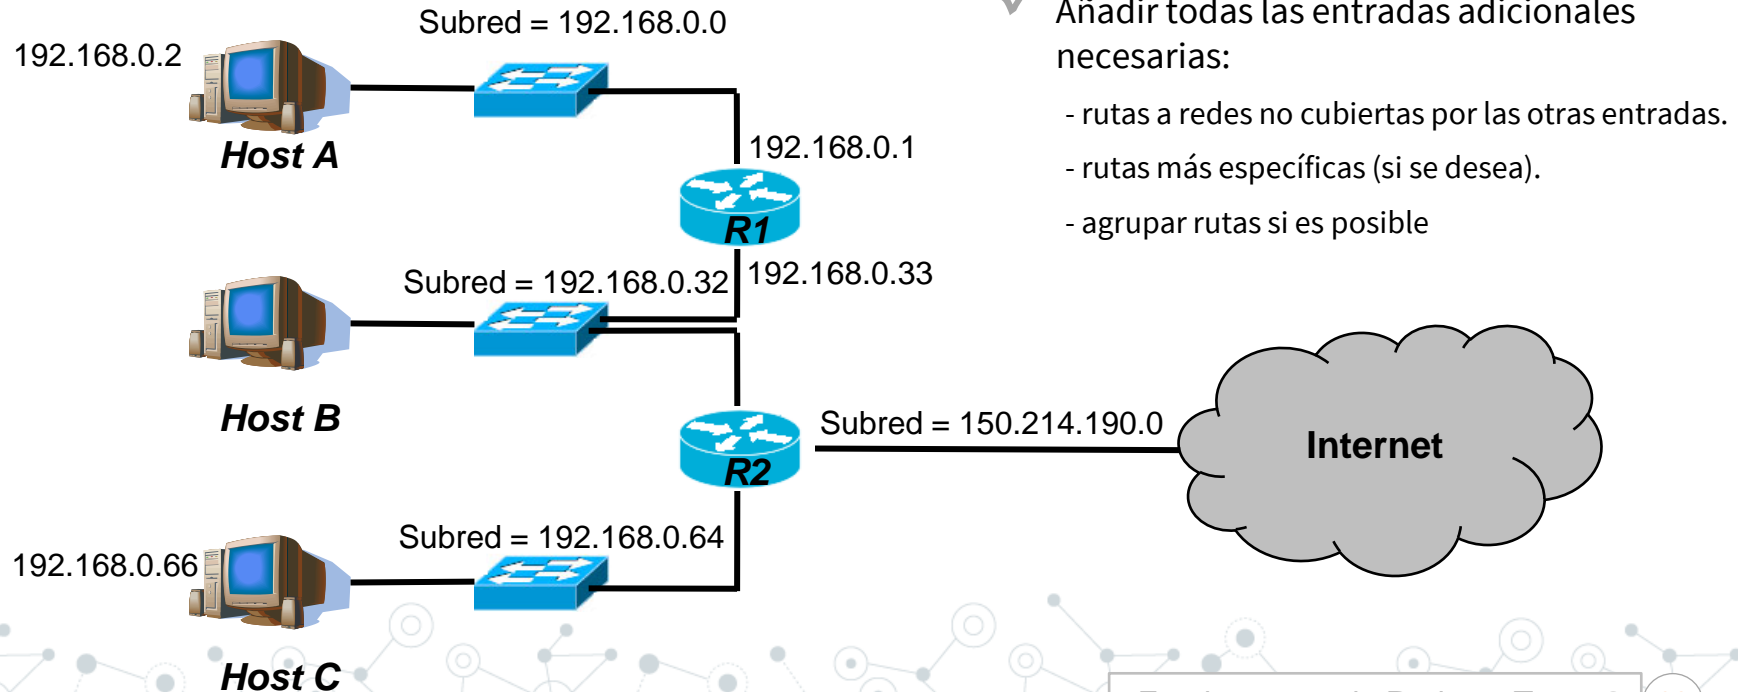 Subred = 192.168.0.0
192.168.0.2
Host A
192.168.0.1
R1
Subred = 192.168.0.32
192.168.0.33
Host B
R2
Subred = 150.214.190.0
Internet
Subred = 192.168.0.64
192.168.0.66
Host C
Añadir todas las entradas adicionales
necesarias:
- rutas a redes no cubiertas por las otras entradas.
- rutas más específicas (si se desea).
- agrupar rutas si es posible